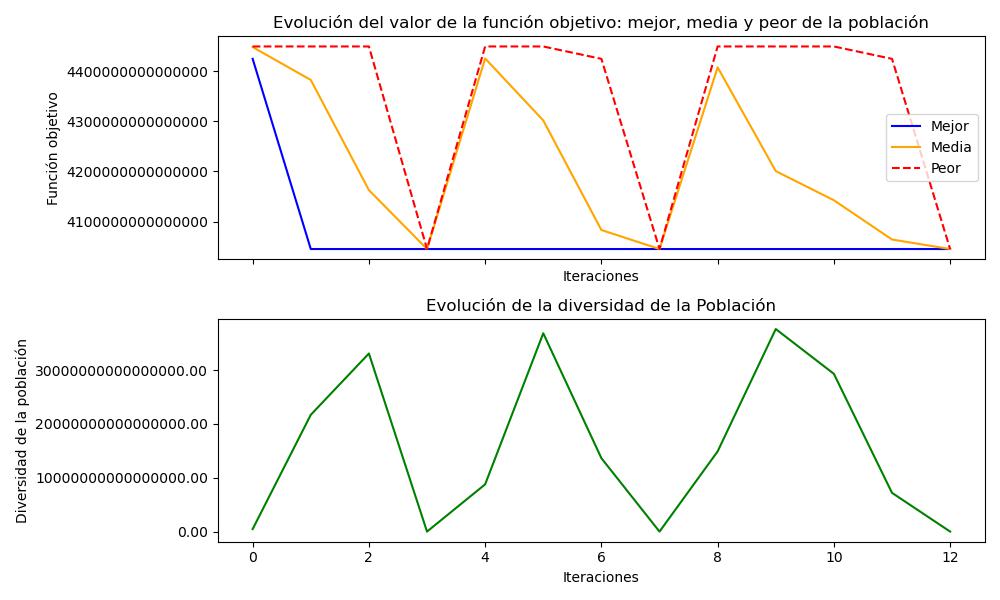 Evolución del valor de la función objetivo: mejor, media y peor de la población
Función objetivo
4400000000000000
4300000000000000
4200000000000000
4100000000000000
Mejor
Media
Peor
Iteraciones
Evolución de la diversidad de la Población
Diversidad de la población
30000000000000000.00
20000000000000000.00
10000000000000000.00
0.00
0 2 4 6 8 10 12
Iteraciones